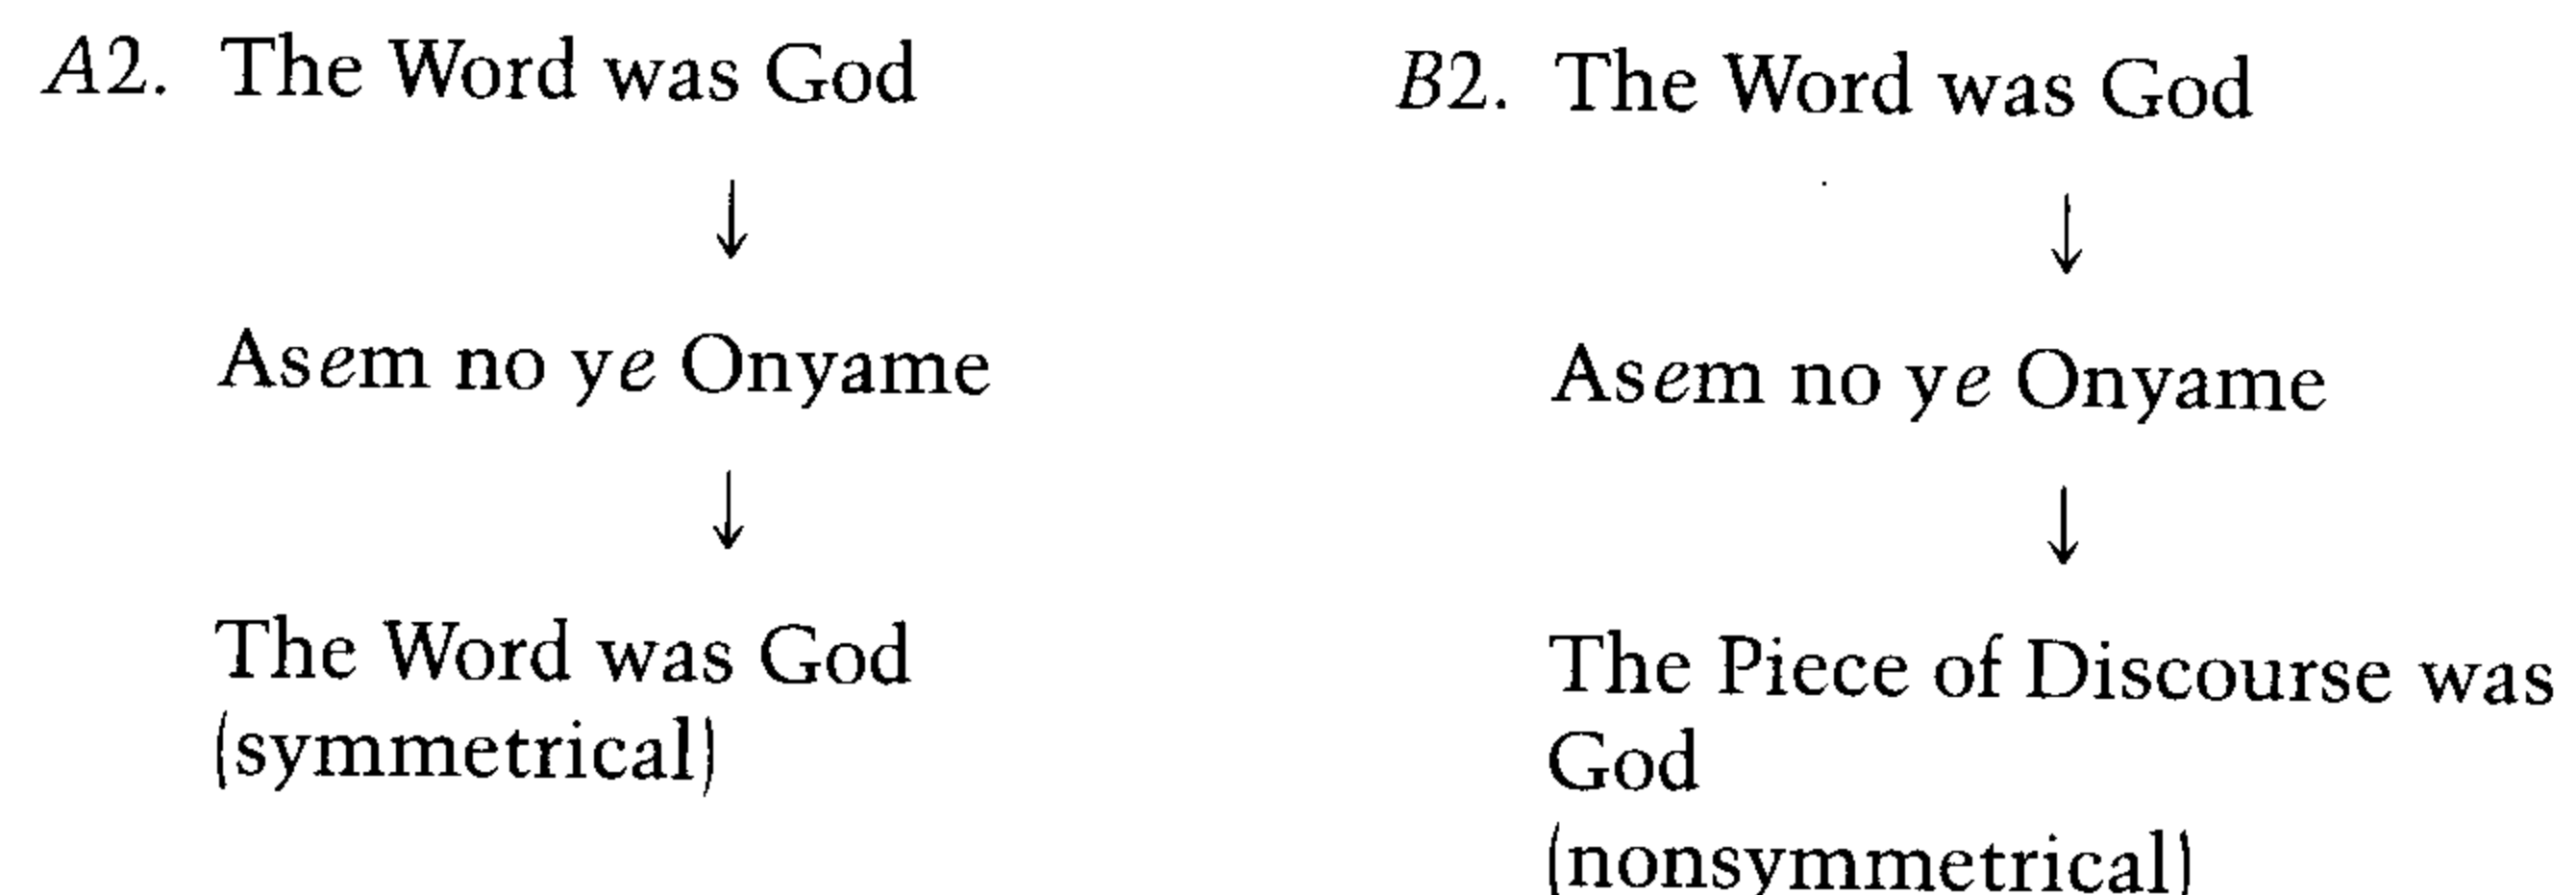 A2. The Word was God
↓
Asem no ye Onyame
↓
The Word was God
(symmetrical)
B2. The Word was God
↓
Asem no ye Onyame
↓
The Piece of Discourse was
God
(nonsymmetrical)